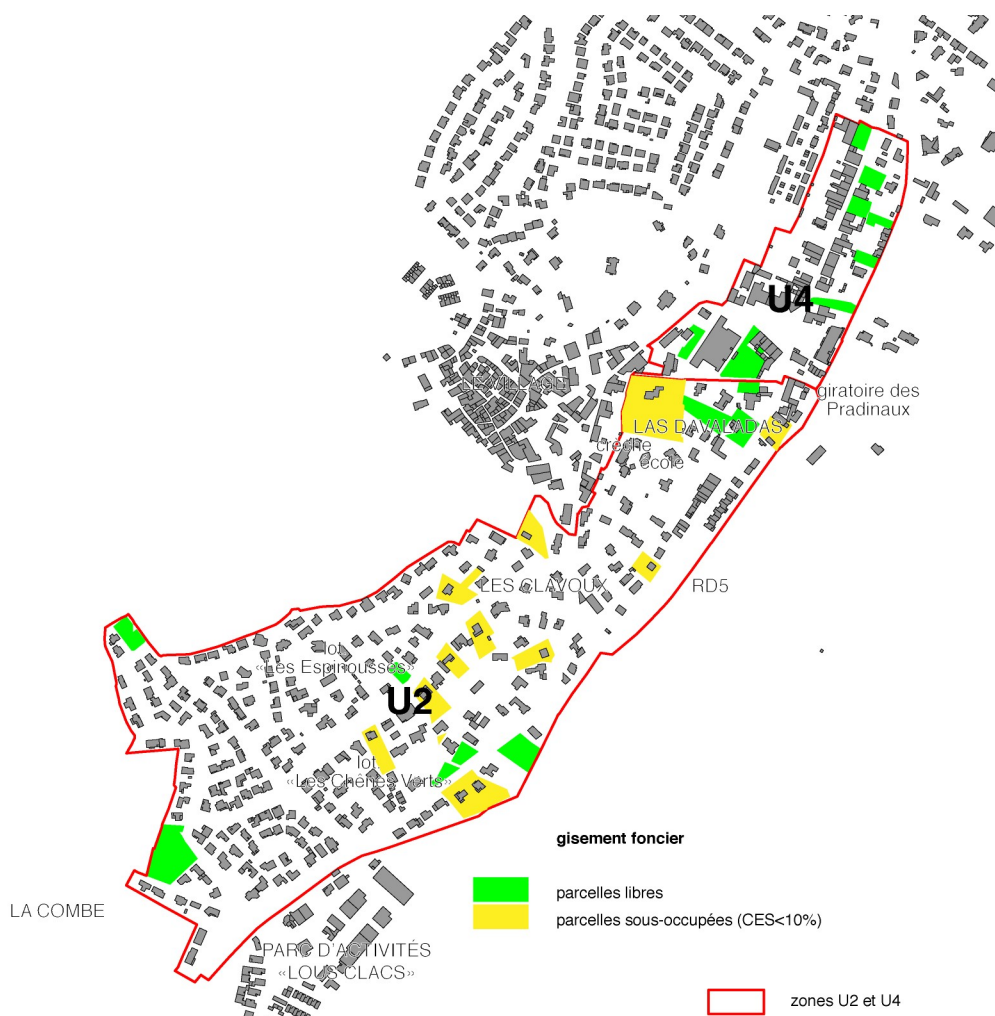 U4
LE VILLAGE
giratoire des
Pradinaux
LAS DAVALADAS
crèche
école
LES CLAVOUX
RD5
lot.
«Les Espinousses»
U2
lot.
«Les Chênes Verts»
gisement foncier
parcelles libres
parcelles sous-occupées (CES<10%)
LA COMBE
PARC D'ACTIVITÉS
«LOUS CLACS»
zones U2 et U4